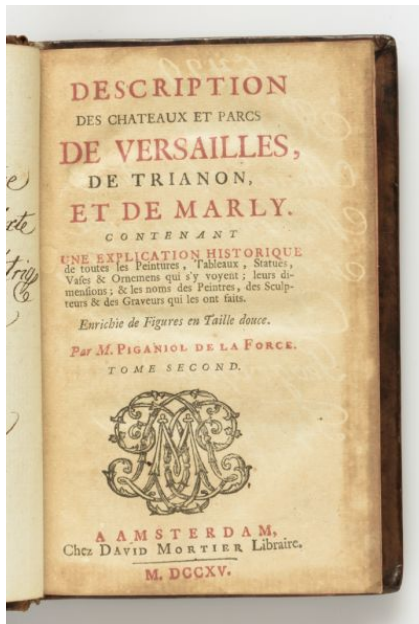 DESCRIPTION
DES CHATEAUX ET PARCS
DE VERSAILLES,
DE TRIANON,
ET DE MARLY.
CONTENANT
UNE EXPLICATION HISTORIQUE
de toutes les Peintures, Tableaux, Statues,
Vases & Ornemens qui s'y voyent; leurs di-
mensions; & les noms des Peintres, des Sculp-
teurs & des Graveurs qui les ont faits.
Enrichie de Figures en Taille douce.
Par M. PIGANIOL DE LA FORCE.
TOME SECOND.
A AMSTERDAM,
Chez DAVID MORTIER Libraire.
M. DCCXV.